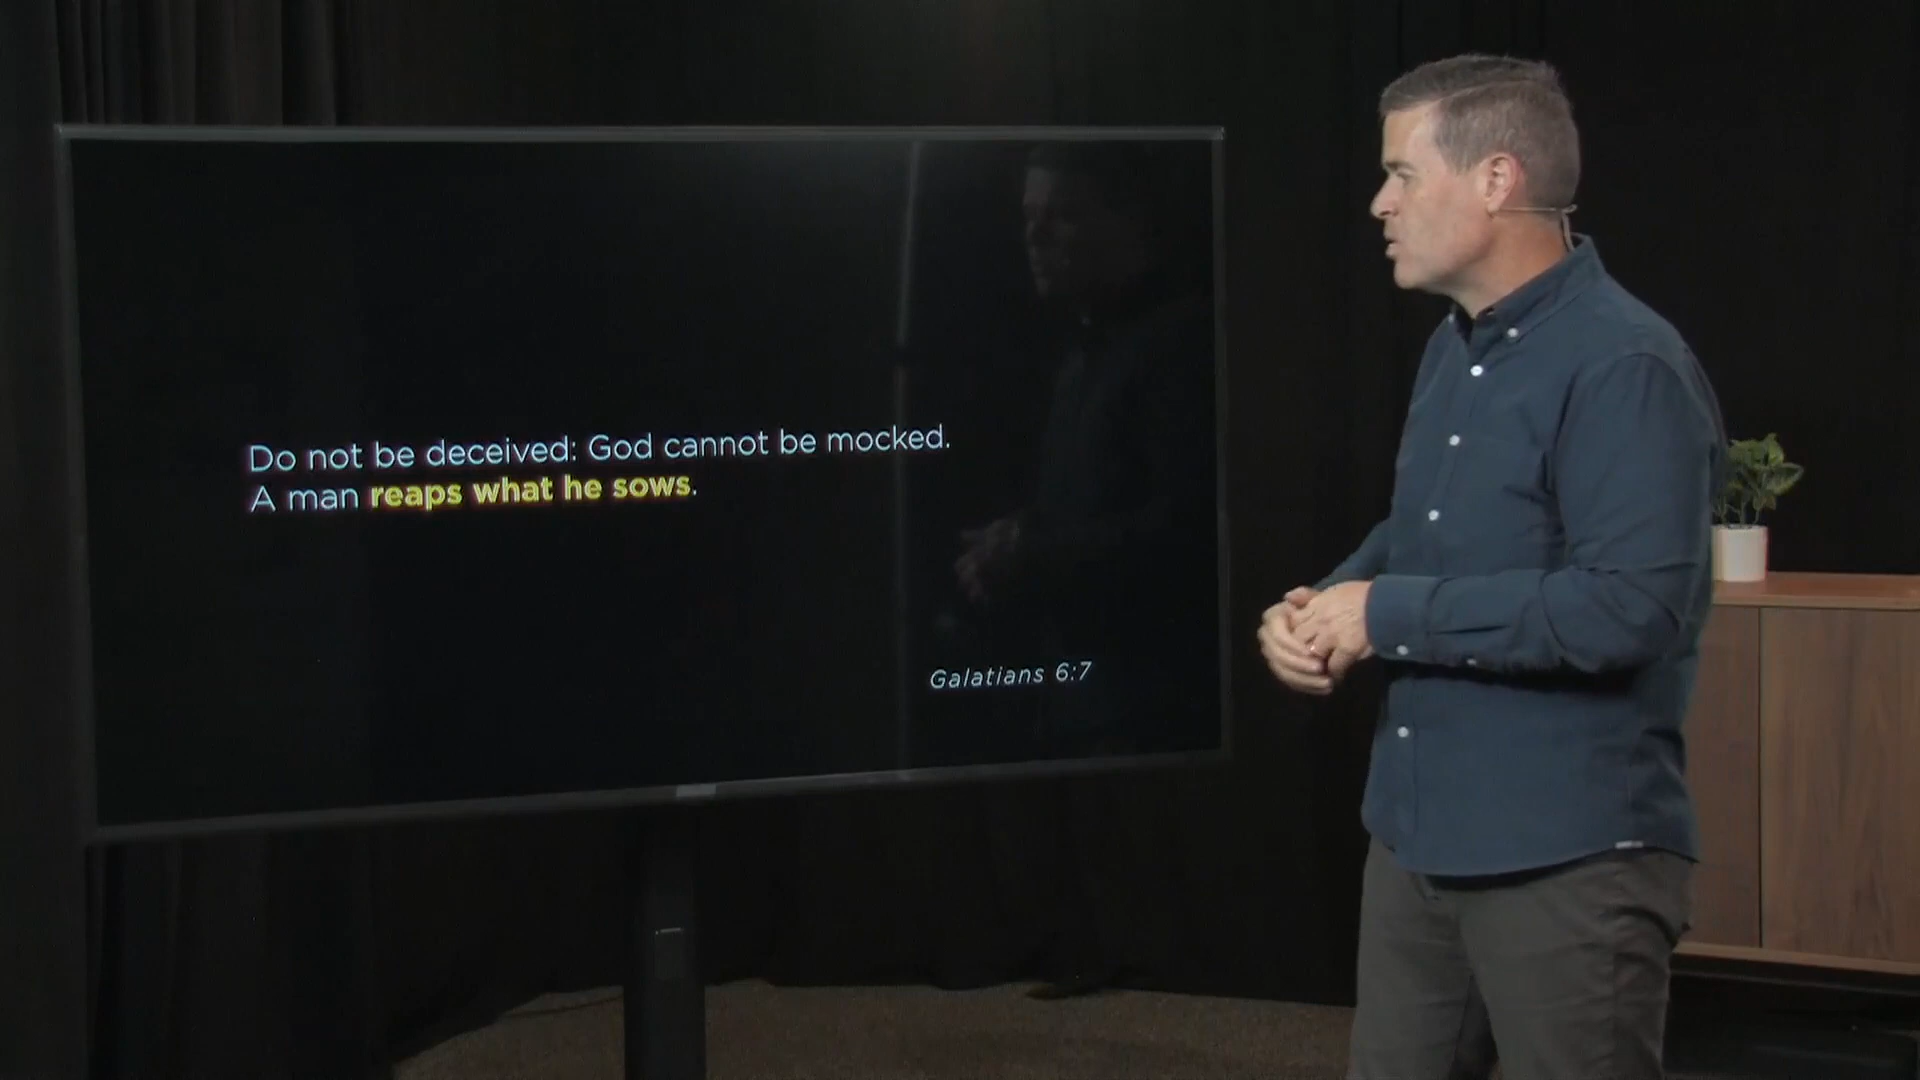 Do not be deceived: God cannot be mocked.
A man reaps what he sows.
Galatians 6:7